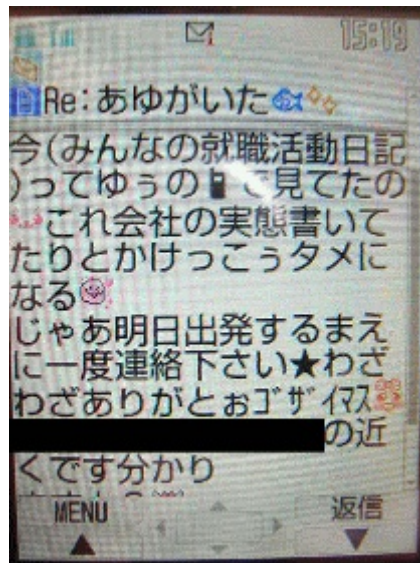 15:19
Re:あゆがいた🐟✨
今(みんなの就職活動日記
)ってゆぅの📱で見てたの
これ会社の実態書いて
たりとかけっこぅタメに
なる
じゃあ明日出発するまえ
に一度連絡下さい★わざ
わざありがとぉｺﾞｻﾞｲﾏｽ
の近
くです分かり
MENU
返信